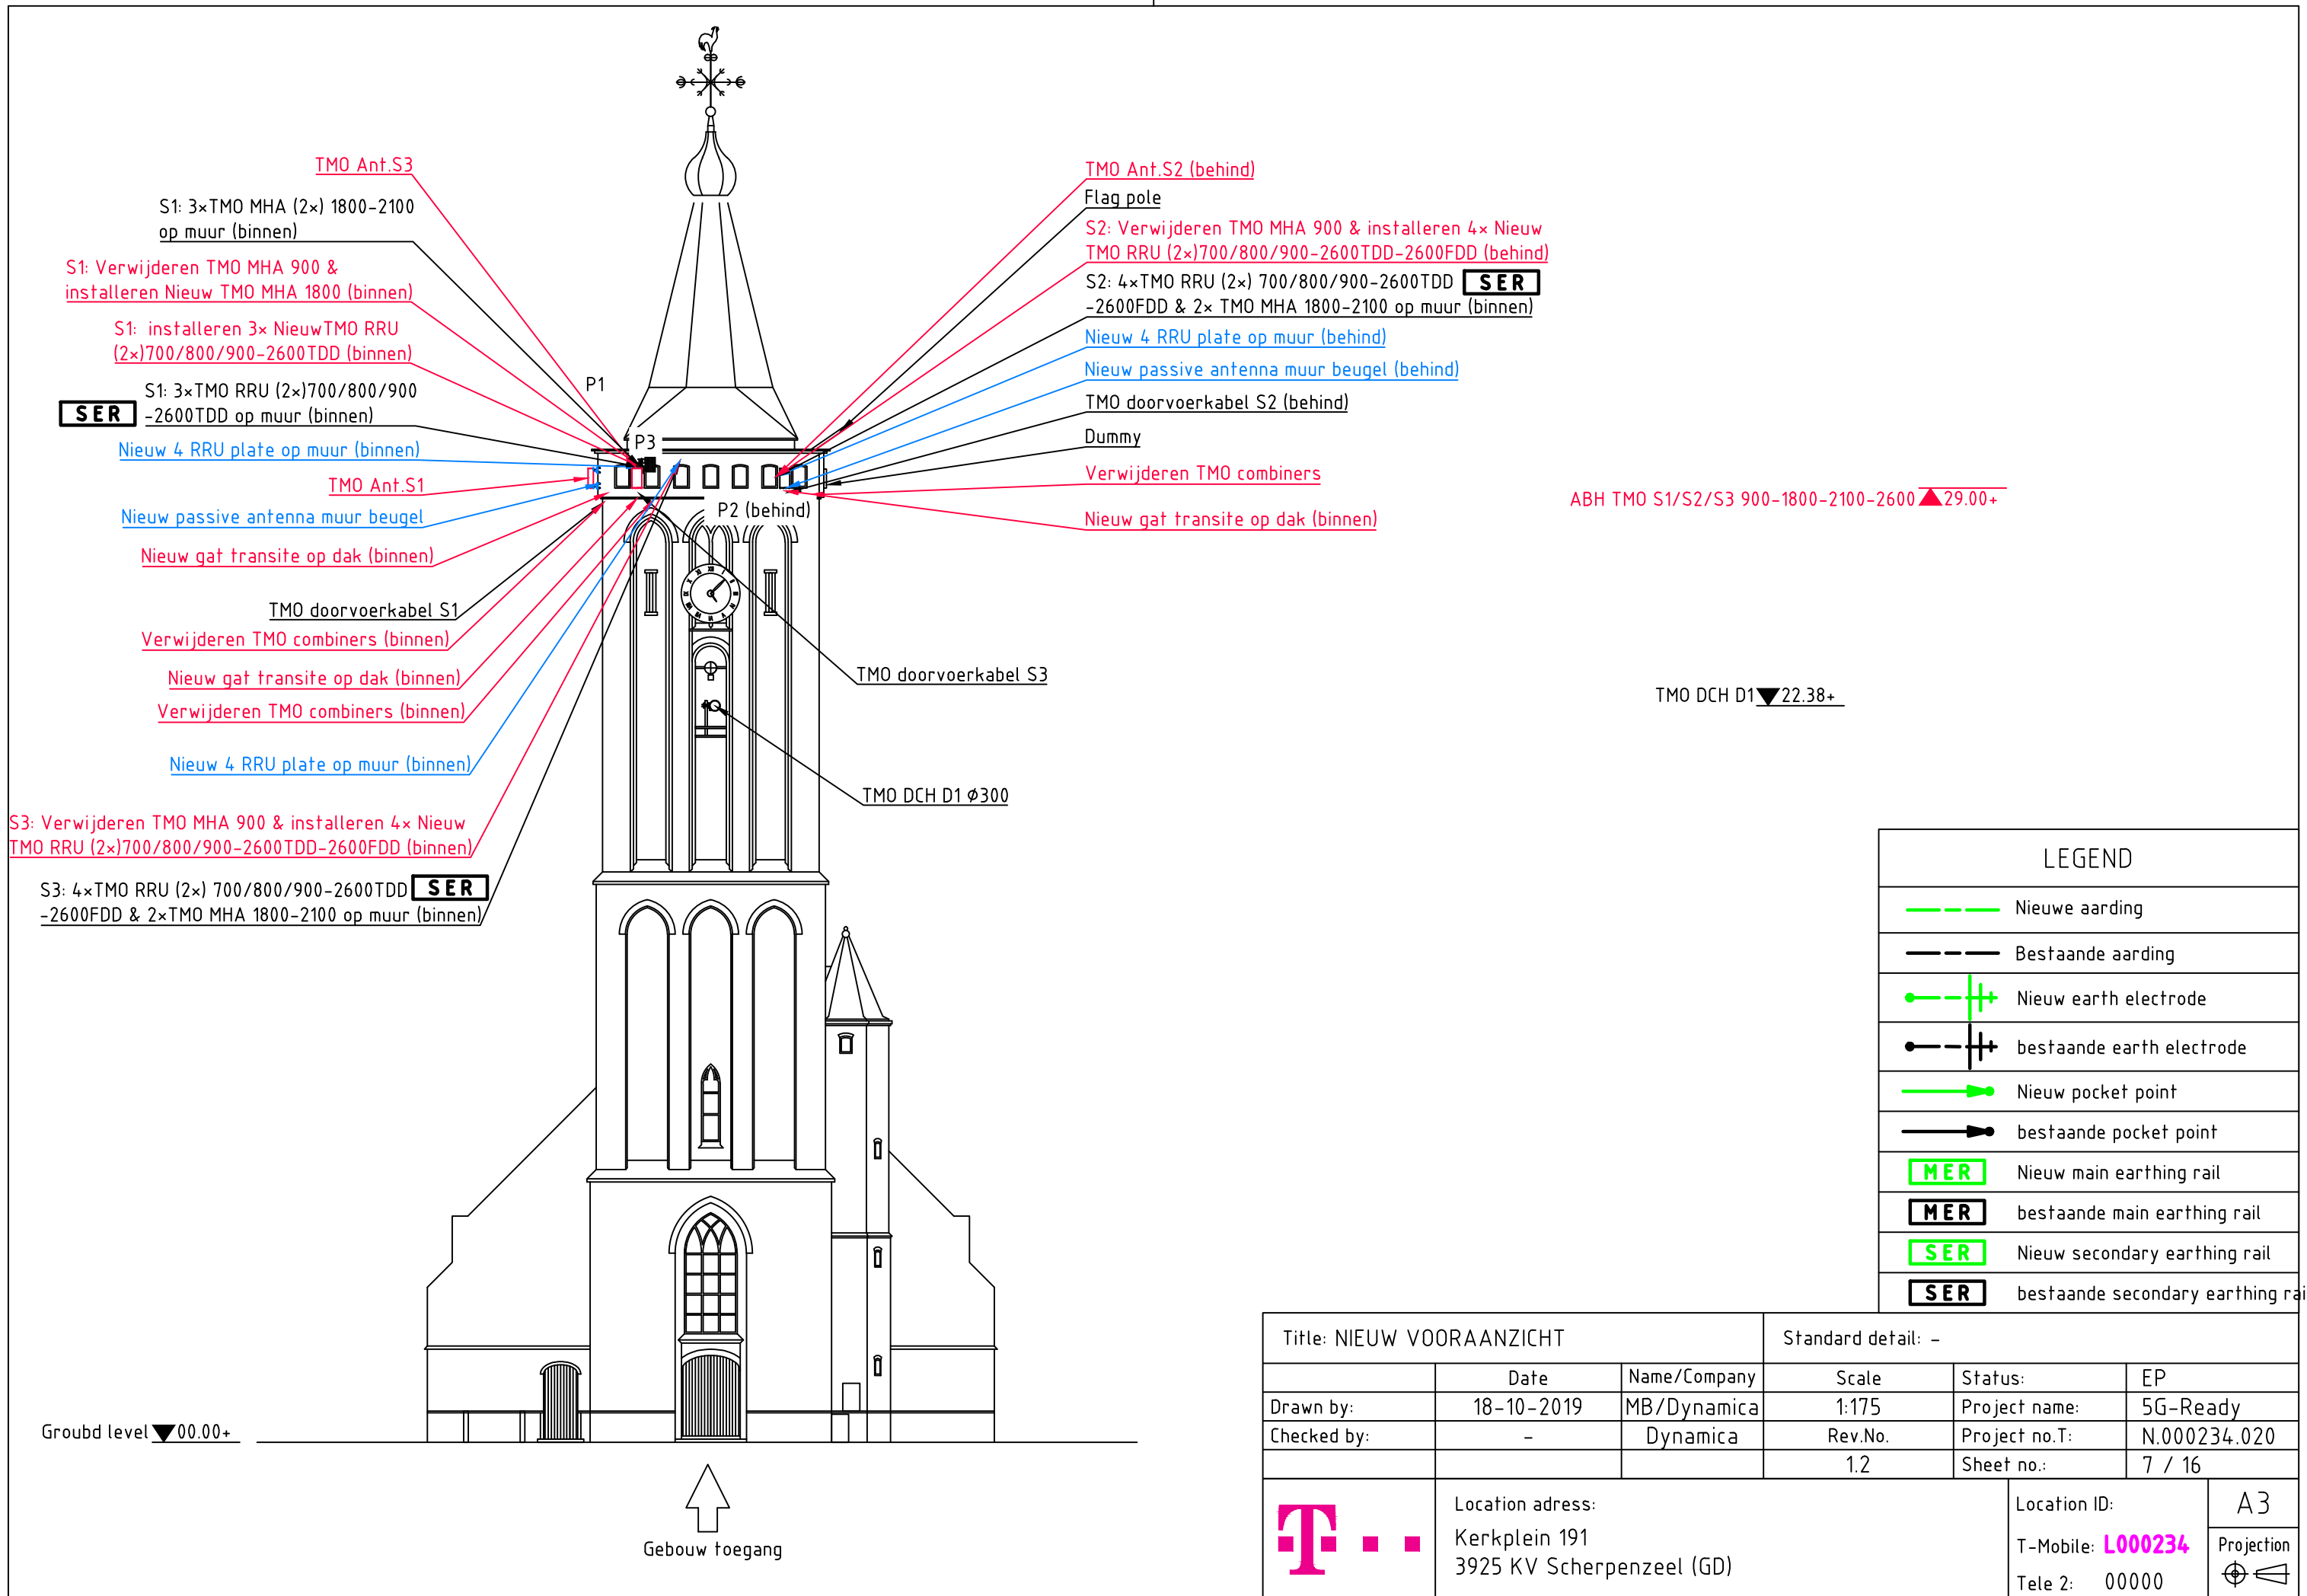 TMO Ant.S3
S1: 3×TMO MHA (2×) 1800-2100
op muur (binnen)
S1: Verwijderen TMO MHA 900 &
installeren Nieuw TMO MHA 1800 (binnen)
S1: installeren 3× NieuwTMO RRU
(2×)700/800/900-2600TDD (binnen)
S1: 3×TMO RRU (2×)700/800/900
SER
-2600TDD op muur (binnen)
Nieuw 4 RRU plate op muur (binnen)
TMO Ant.S1
Nieuw passive antenna muur beugel
Nieuw gat transite op dak (binnen)
TMO doorvoerkabel S1
Verwijderen TMO combiners (binnen)
Nieuw gat transite op dak (binnen)
Verwijderen TMO combiners (binnen)
Nieuw 4 RRU plate op muur (binnen)
S3: Verwijderen TMO MHA 900 & installeren 4× Nieuw
TMO RRU (2×)700/800/900-2600TDD-2600FDD (binnen)
S3: 4×TMO RRU (2×) 700/800/900-2600TDD SER
-2600FDD & 2×TMO MHA 1800-2100 op muur (binnen)
P1
P3
P2 (behind)
TMO Ant.S2 (behind)
Flag pole
S2: Verwijderen TMO MHA 900 & installeren 4× Nieuw
TMO RRU (2×)700/800/900-2600TDD-2600FDD (behind)
S2: 4×TMO RRU (2×) 700/800/900-2600TDD SER
-2600FDD & 2× TMO MHA 1800-2100 op muur (binnen)
Nieuw 4 RRU plate op muur (behind)
Nieuw passive antenna muur beugel (behind)
TMO doorvoerkabel S2 (behind)
Dummy
Verwijderen TMO combiners
Nieuw gat transite op dak (binnen)
ABH TMO S1/S2/S3 900-1800-2100-2600 29.00+
TMO doorvoerkabel S3
TMO DCH D1 22.38+
TMO DCH D1 Ø300
Groubd level 00.00+
Gebouw toegang
LEGEND
Nieuwe aarding
Bestaande aarding
Nieuw earth electrode
bestaande earth electrode
Nieuw pocket point
bestaande pocket point
MER Nieuw main earthing rail
MER bestaande main earthing rail
SER Nieuw secondary earthing rail
SER bestaande secondary earthing rai
Title: NIEUW VOORAANZICHT
Standard detail: -
Date Name/Company Scale Status: EP
Drawn by: 18-10-2019 MB/Dynamica 1:175 Project name: 5G-Ready
Checked by: - Dynamica Rev.No. Project no.T: N.000234.020
1.2 Sheet no.: 7 / 16
T
Location adress:
Kerkplein 191
3925 KV Scherpenzeel (GD)
Location ID:
T-Mobile: L000234
Tele 2: 00000
A3
Projection